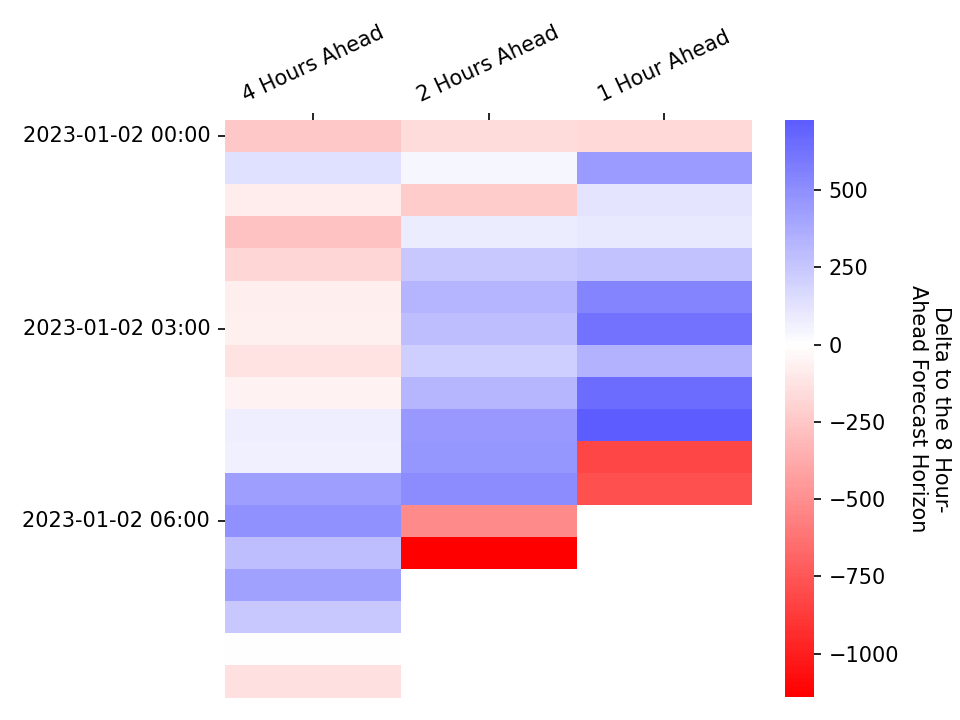 4 Hours Ahead
2 Hours Ahead
1 Hour Ahead
2023-01-02 00:00
2023-01-02 03:00
2023-01-02 06:00
500
250
0
−250
−500
−750
−1000
Delta to the 8 Hour-
Ahead Forecast Horizon